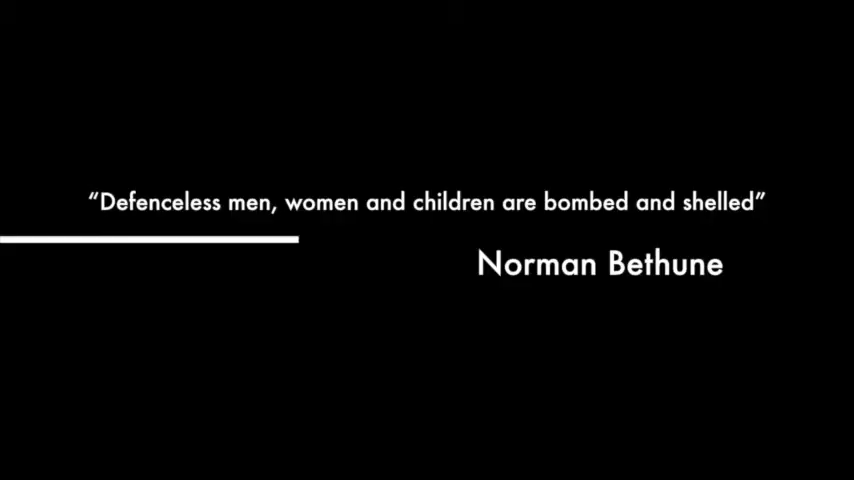 “Defenceless men, women and children are bombed and shelled”
Norman Bethune